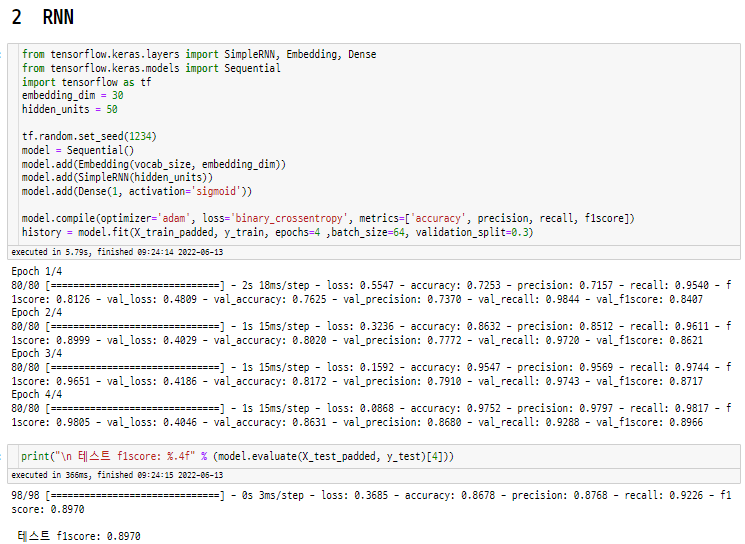 2 RNN
from tensorflow.keras.layers import SimpleRNN, Embedding, Dense
from tensorflow.keras.models import Sequential
import tensorflow as tf
embedding_dim = 30
hidden_units = 50
tf.random.set_seed(1234)
model = Sequential()
model.add(Embedding(vocab_size, embedding_dim))
model.add(SimpleRNN(hidden_units))
model.add(Dense(1, activation='sigmoid'))
model.compile(optimizer='adam', loss='binary_crossentropy', metrics=['accuracy', precision, recall, f1score])
history = model.fit(X_train_padded, y_train, epochs=4 ,batch_size=64, validation_split=0.3)
executed in 5.79s, finished 09:24:14 2022-06-13
Epoch 1/4
80/80 [==============================] - 2s 18ms/step - loss: 0.5547 - accuracy: 0.7253 - precision: 0.7157 - recall: 0.9540 - f
1score: 0.8126 - val_loss: 0.4809 - val_accuracy: 0.7625 - val_precision: 0.7370 - val_recall: 0.9844 - val_f1score: 0.8407
Epoch 2/4
80/80 [==============================] - 1s 15ms/step - loss: 0.3236 - accuracy: 0.8632 - precision: 0.8512 - recall: 0.9611 - f
1score: 0.8999 - val_loss: 0.4029 - val_accuracy: 0.8020 - val_precision: 0.7772 - val_recall: 0.9720 - val_f1score: 0.8621
Epoch 3/4
80/80 [==============================] - 1s 15ms/step - loss: 0.1592 - accuracy: 0.9547 - precision: 0.9569 - recall: 0.9744 - f
1score: 0.9651 - val_loss: 0.4186 - val_accuracy: 0.8172 - val_precision: 0.7910 - val_recall: 0.9743 - val_f1score: 0.8717
Epoch 4/4
80/80 [==============================] - 1s 15ms/step - loss: 0.0868 - accuracy: 0.9752 - precision: 0.9797 - recall: 0.9817 - f
1score: 0.9805 - val_loss: 0.4046 - val_accuracy: 0.8631 - val_precision: 0.8680 - val_recall: 0.9288 - val_f1score: 0.8966
print("\n 테스트 f1score: %.4f" % (model.evaluate(X_test_padded, y_test)[4]))
executed in 366ms, finished 09:24:15 2022-06-13
98/98 [==============================] - 0s 3ms/step - loss: 0.3685 - accuracy: 0.8678 - precision: 0.8768 - recall: 0.9226 - f1
score: 0.8970
테스트 f1score: 0.8970